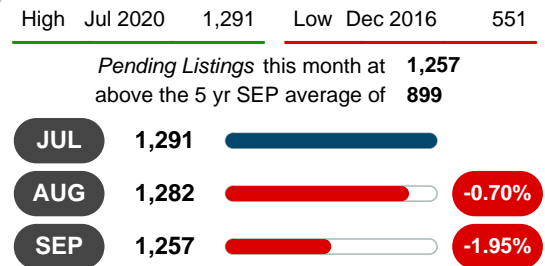 High Jul 2020 1,291 Low Dec 2016 551
Pending Listings this month at 1,257
above the 5 yr SEP average of 899
JUL 1,291
AUG 1,282 -0.70%
SEP 1,257 -1.95%